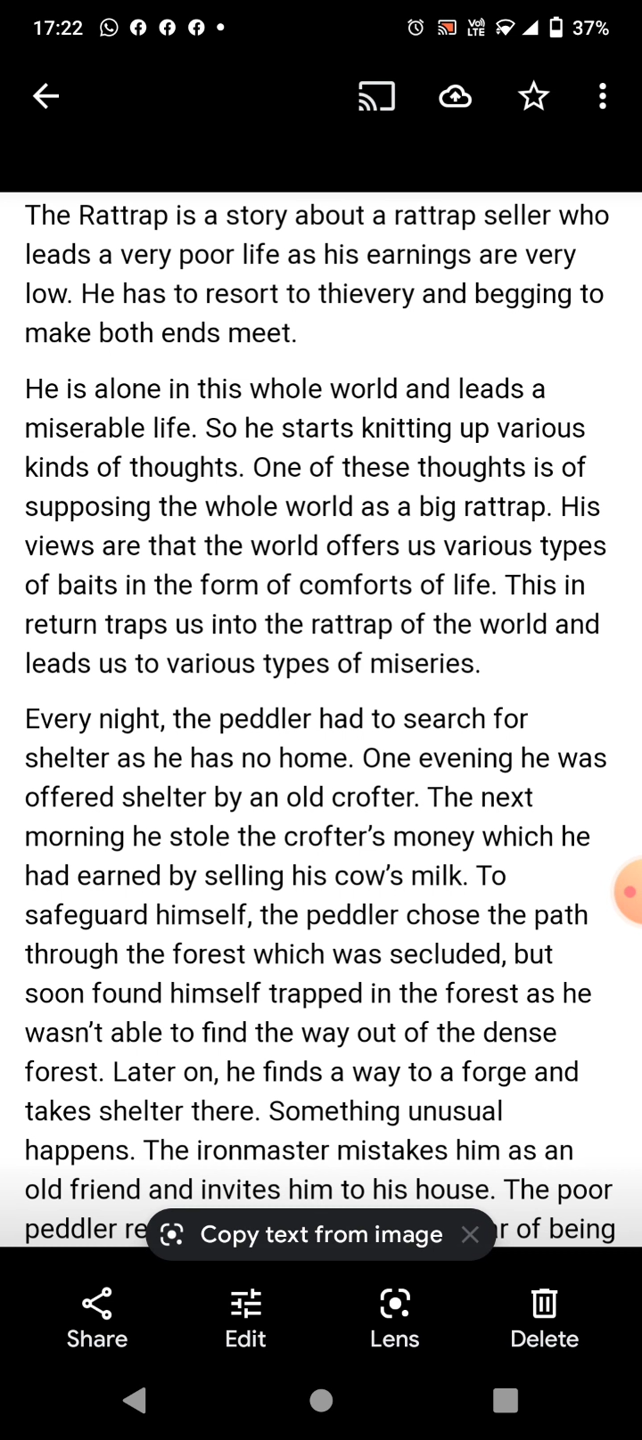 17:22
Vo) LTE
37%
The Rattrap is a story about a rattrap seller who
leads a very poor life as his earnings are very
low. He has to resort to thievery and begging to
make both ends meet.
He is alone in this whole world and leads a
miserable life. So he starts knitting up various
kinds of thoughts. One of these thoughts is of
supposing the whole world as a big rattrap. His
views are that the world offers us various types
of baits in the form of comforts of life. This in
return traps us into the rattrap of the world and
leads us to various types of miseries.
Every night, the peddler had to search for
shelter as he has no home. One evening he was
offered shelter by an old crofter. The next
morning he stole the crofter's money which he
had earned by selling his cow's milk. To
safeguard himself, the peddler chose the path
through the forest which was secluded, but
soon found himself trapped in the forest as he
wasn't able to find the way out of the dense
forest. Later on, he finds a way to a forge and
takes shelter there. Something unusual
happens. The ironmaster mistakes him as an
old friend and invites him to his house. The poor
peddler of being
Copy text from image
Share Edit Lens Delete